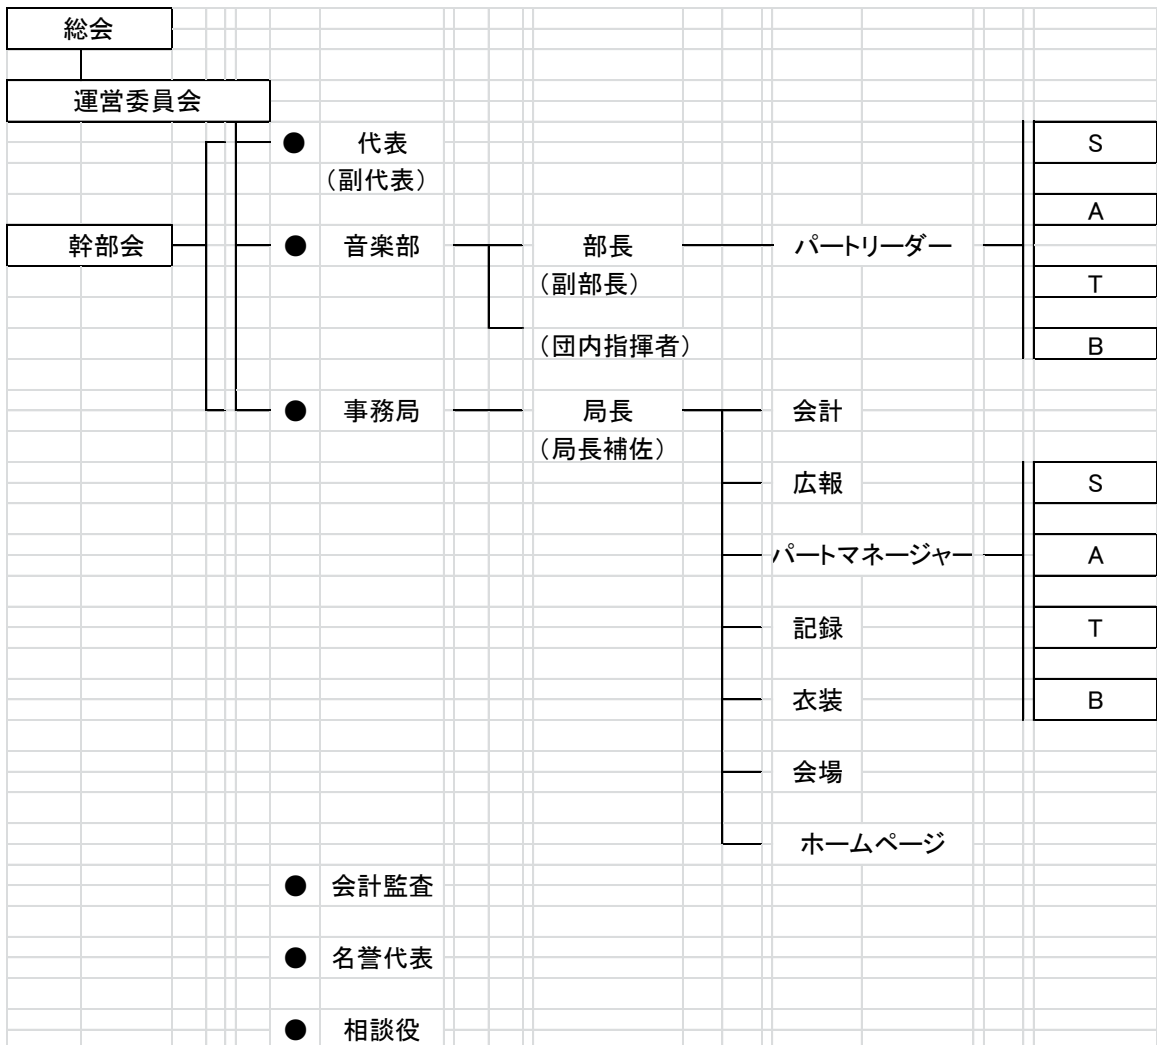 総会
運営委員会
● 代表
（副代表）
S
A
幹部会
● 音楽部
部長
パートリーダー
（副部長）
T
（団内指揮者）
B
● 事務局
局長
会計
（局長補佐）
広報
S
パートマネージャー
A
記録
T
衣装
B
会場
ホームページ
● 会計監査
● 名誉代表
● 相談役